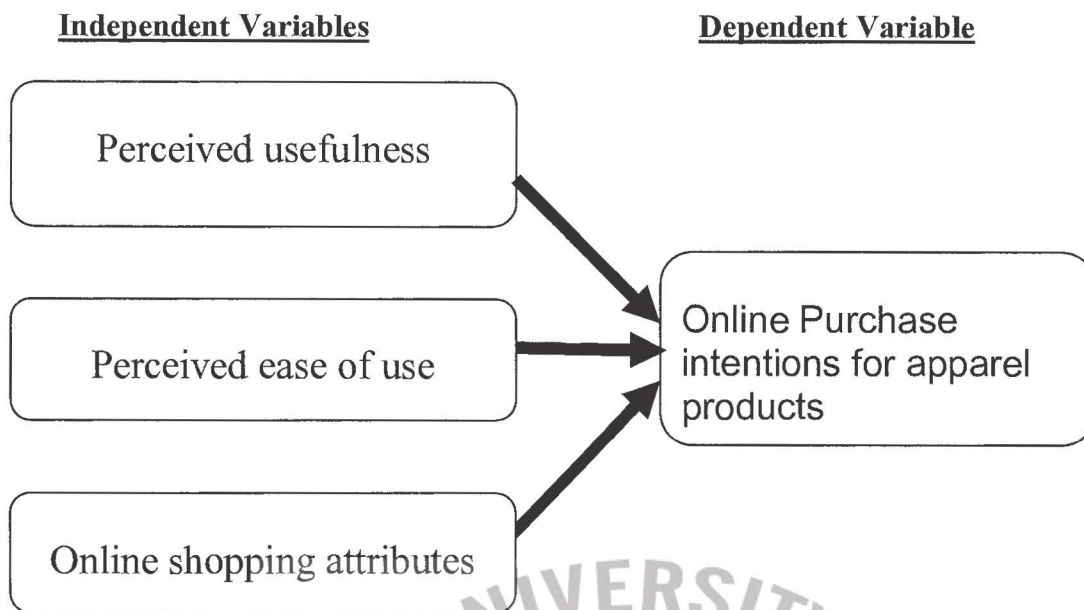 Independent Variables
Dependent Variable
Perceived usefulness
Perceived ease of use
Online shopping attributes
Online Purchase
intentions for apparel
products
UNIVERSITY